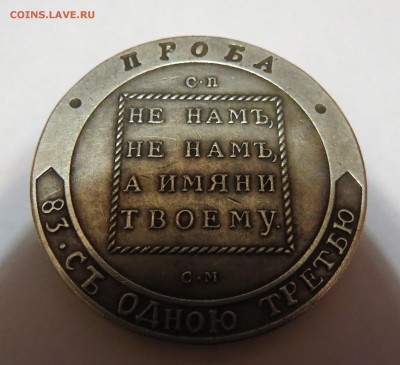 COINS.LAVE.RU
ПРОБА
С·П
НЕ НАМЪ,
НЕ НАМЪ,
А ИМЯНИ
ТВОЕМУ.
С·М
83·СЪ ОДНОЮ ТРЕТЬЮ